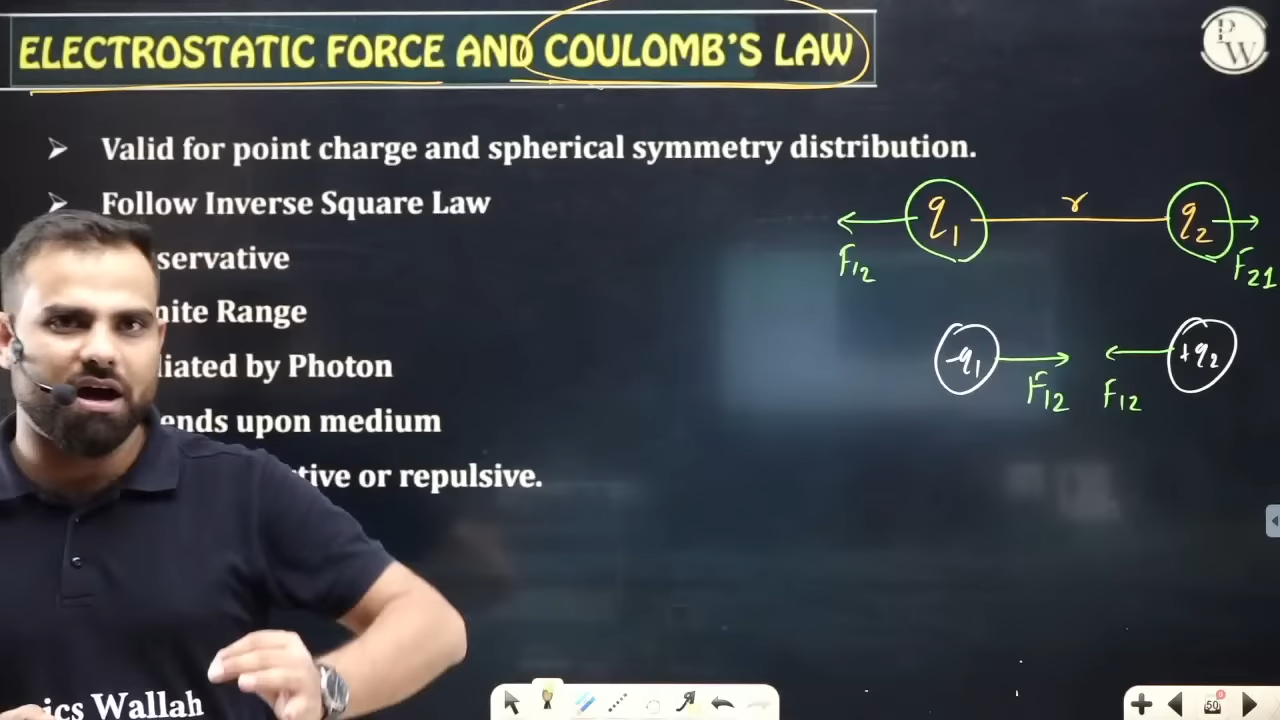 ELECTROSTATIC FORCE AND COULOMB'S LAW
PW
Valid for point charge and spherical symmetry distribution.
Follow Inverse Square Law
servative
nite Range
liated by Photon
ends upon medium
tive or repulsive.
q1 r q2
F12 F21
-q1 +q2
F12 F12
ics Wallah
50